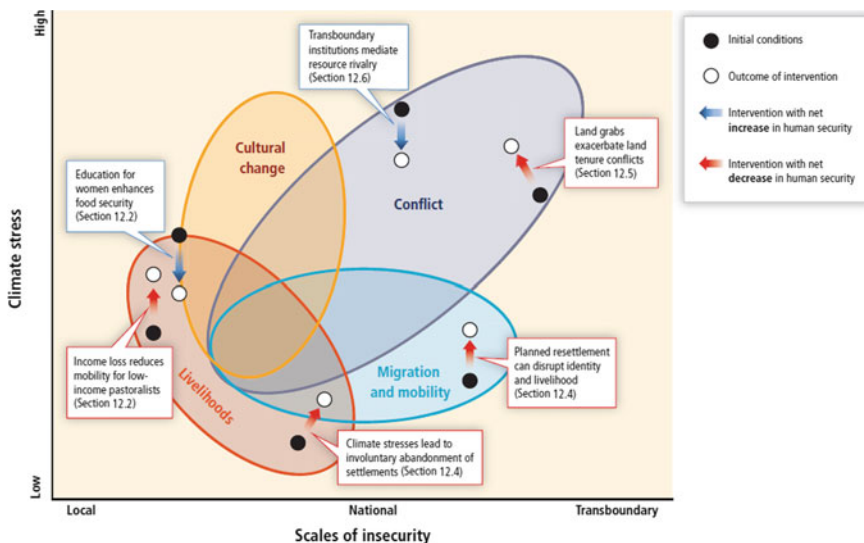 High
Climate stress
Low
Local
National
Transboundary
Scales of insecurity
Transboundary
institutions mediate
resource rivalry
(Section 12.6)
Education for
women enhances
food security
(Section 12.2)
Cultural
change
Conflict
Land grabs
exacerbate land
tenure conflicts
(Section 12.5)
Income loss reduces
mobility for low-
income pastoralists
(Section 12.2)
Livelihoods
Migration
and mobility
Planned resettlement
can disrupt identity
and livelihood
(Section 12.4)
Climate stresses lead to
involuntary abandonment of
settlements (Section 12.4)
Initial conditions
Outcome of intervention
Intervention with net
increase in human security
Intervention with net
decrease in human security